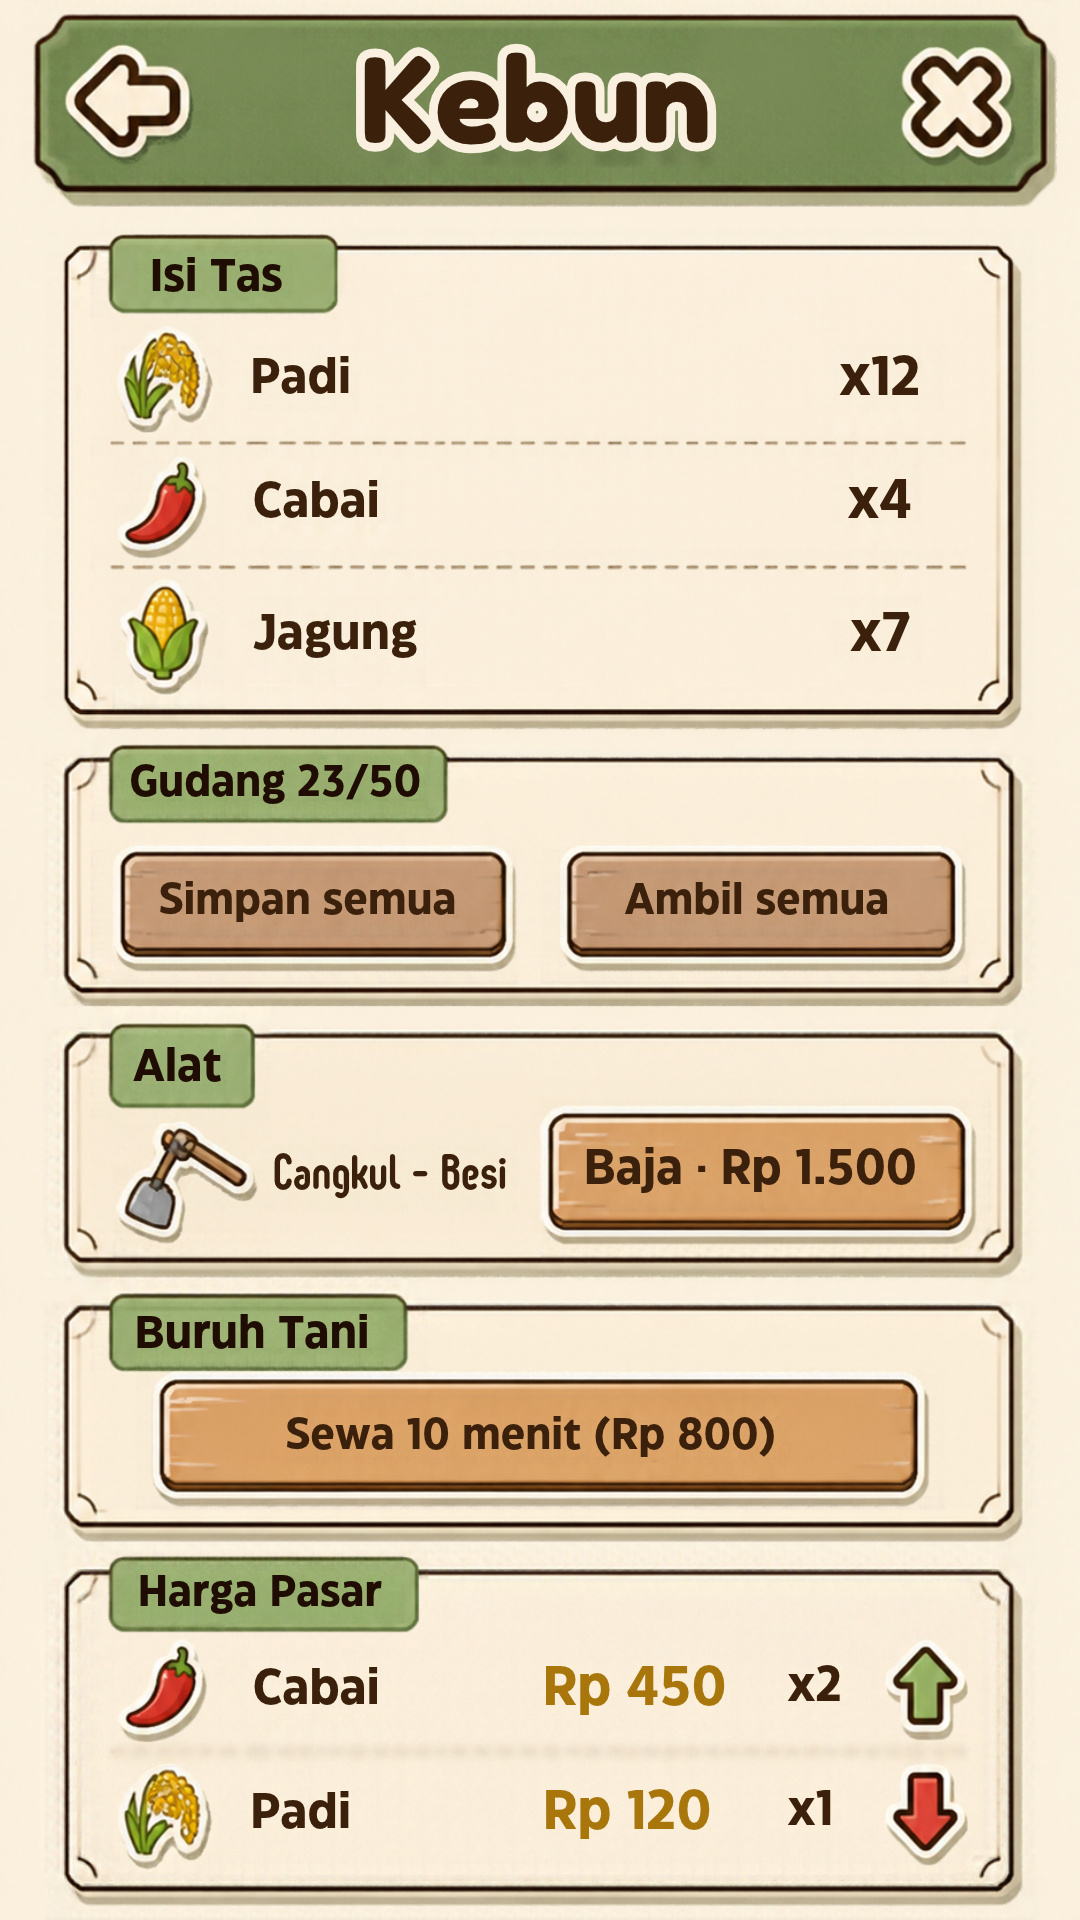 Kebun
Isi Tas
Padi x12
Cabai x4
Jagung x7
Gudang 23/50
Simpan semua Ambil semua
Alat
Cangkul - Besi Baja · Rp 1.500
Buruh Tani
Sewa 10 menit (Rp 800)
Harga Pasar
Cabai Rp 450 x2
Padi Rp 120 x1